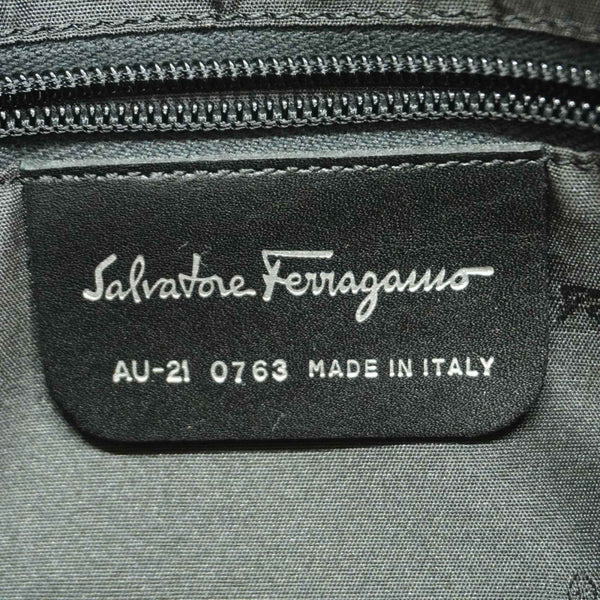 Salvatore Ferragamo
AU-21 0763 MADE IN ITALY